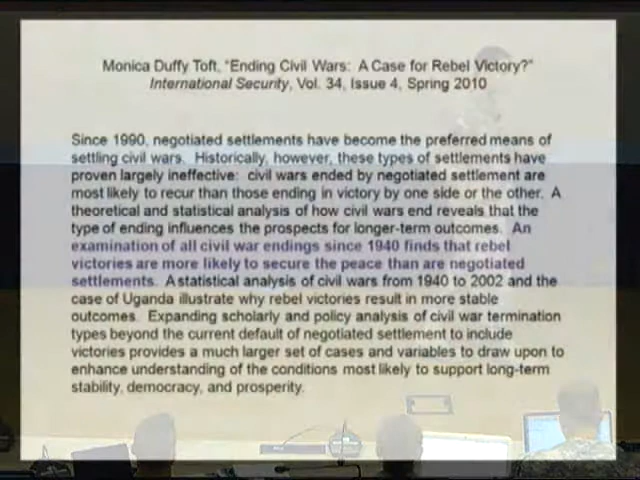 Monica Duffy Toft, "Ending Civil Wars: A Case for Rebel Victory?"
International Security, Vol. 34, Issue 4, Spring 2010
Since 1990, negotiated settlements have become the preferred means of
settling civil wars. Historically, however, these types of settlements have
proven largely ineffective: civil wars ended by negotiated settlement are
most likely to recur than those ending in victory by one side or the other. A
theoretical and statistical analysis of how civil wars end reveals that the
type of ending influences the prospects for longer-term outcomes. An
examination of all civil war endings since 1940 finds that rebel
victories are more likely to secure the peace than are negotiated
settlements. A statistical analysis of civil wars from 1940 to 2002 and the
case of Uganda illustrate why rebel victories result in more stable
outcomes. Expanding scholarly and policy analysis of civil war termination
types beyond the current default of negotiated settlement to include
victories provides a much larger set of cases and variables to draw upon to
enhance understanding of the conditions most likely to support long-term
stability, democracy, and prosperity.